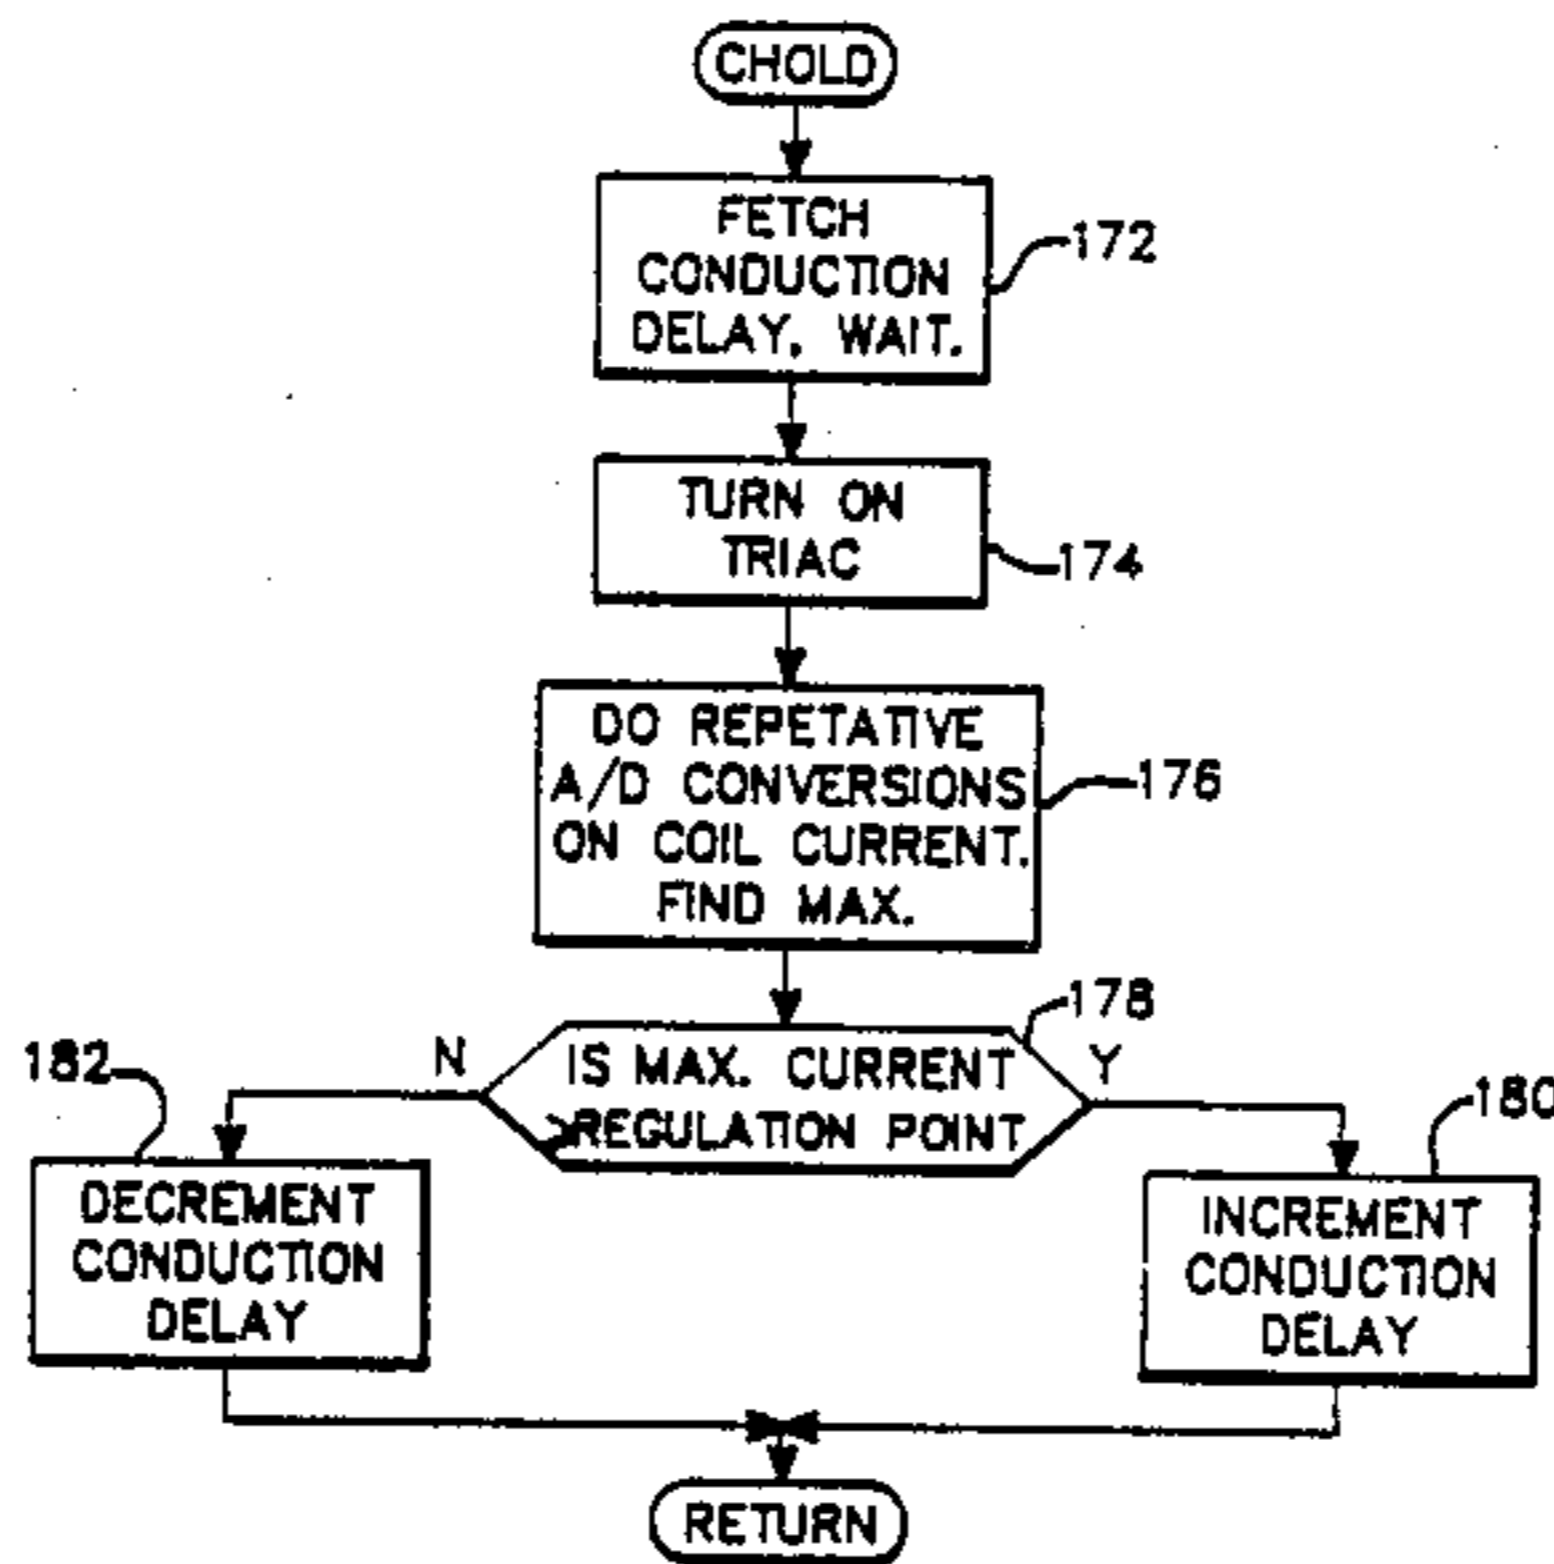 CHOLD
FETCH
CONDUCTION
DELAY. WAIT.
172
TURN ON
TRIAC
174
DO REPETATIVE
A/D CONVERSIONS
ON COIL CURRENT.
FIND MAX.
176
178
N
IS MAX. CURRENT
>REGULATION POINT
Y
182
180
DECREMENT
CONDUCTION
DELAY
INCREMENT
CONDUCTION
DELAY
RETURN